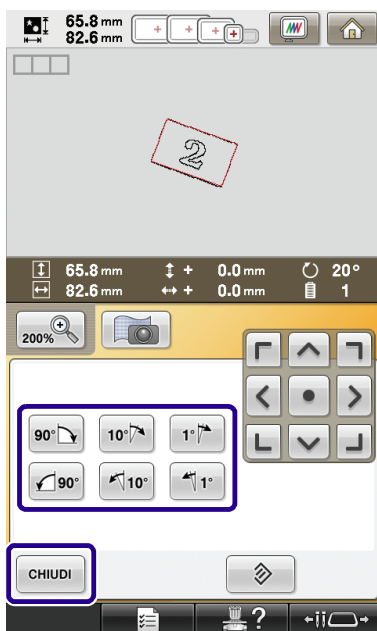 65.8 mm
82.6 mm
2
65.8 mm + 0.0 mm 20°
82.6 mm + 0.0 mm 1
200%
90° 10° 1°
90° 10° 1°
CHIUDI
?